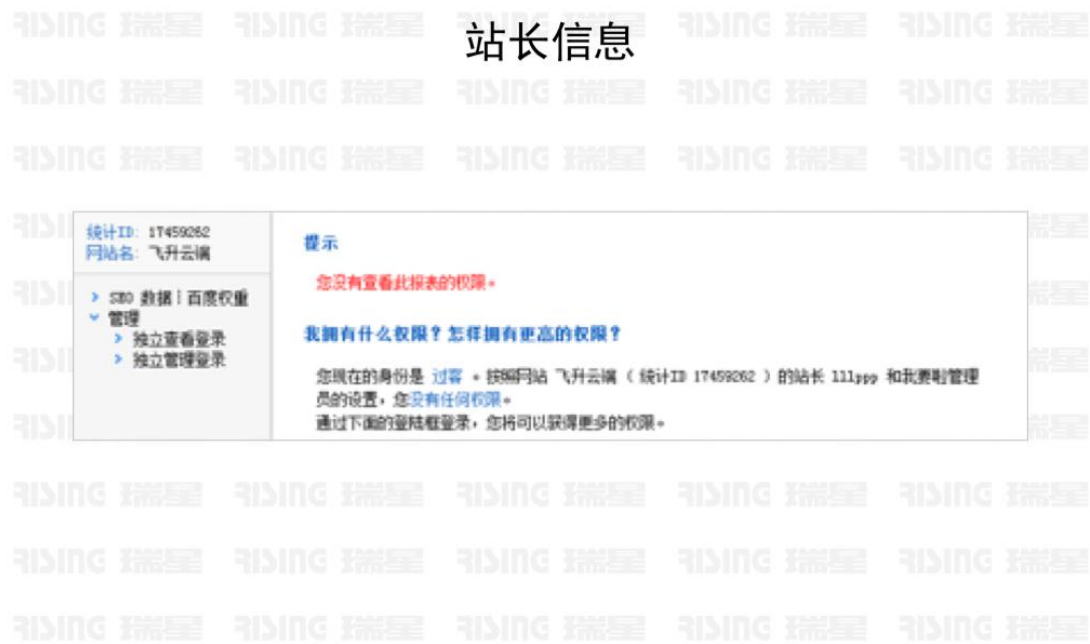 站长信息
统计ID: 17459262
网站名: 飞升云端
SEO 数据 | 百度权重
管理
独立查看登录
独立管理登录
提示
您没有查看此报表的权限。
我拥有什么权限？怎样拥有更高的权限？
您现在的身份是 过客 。按照网站 飞升云端 ( 统计ID 17459262 ) 的站长 lllppp 和我要啦管理
员的设置，您没有任何权限。
通过下面的登陆框登录，您将可以获得更多的权限。
RISING 瑞星